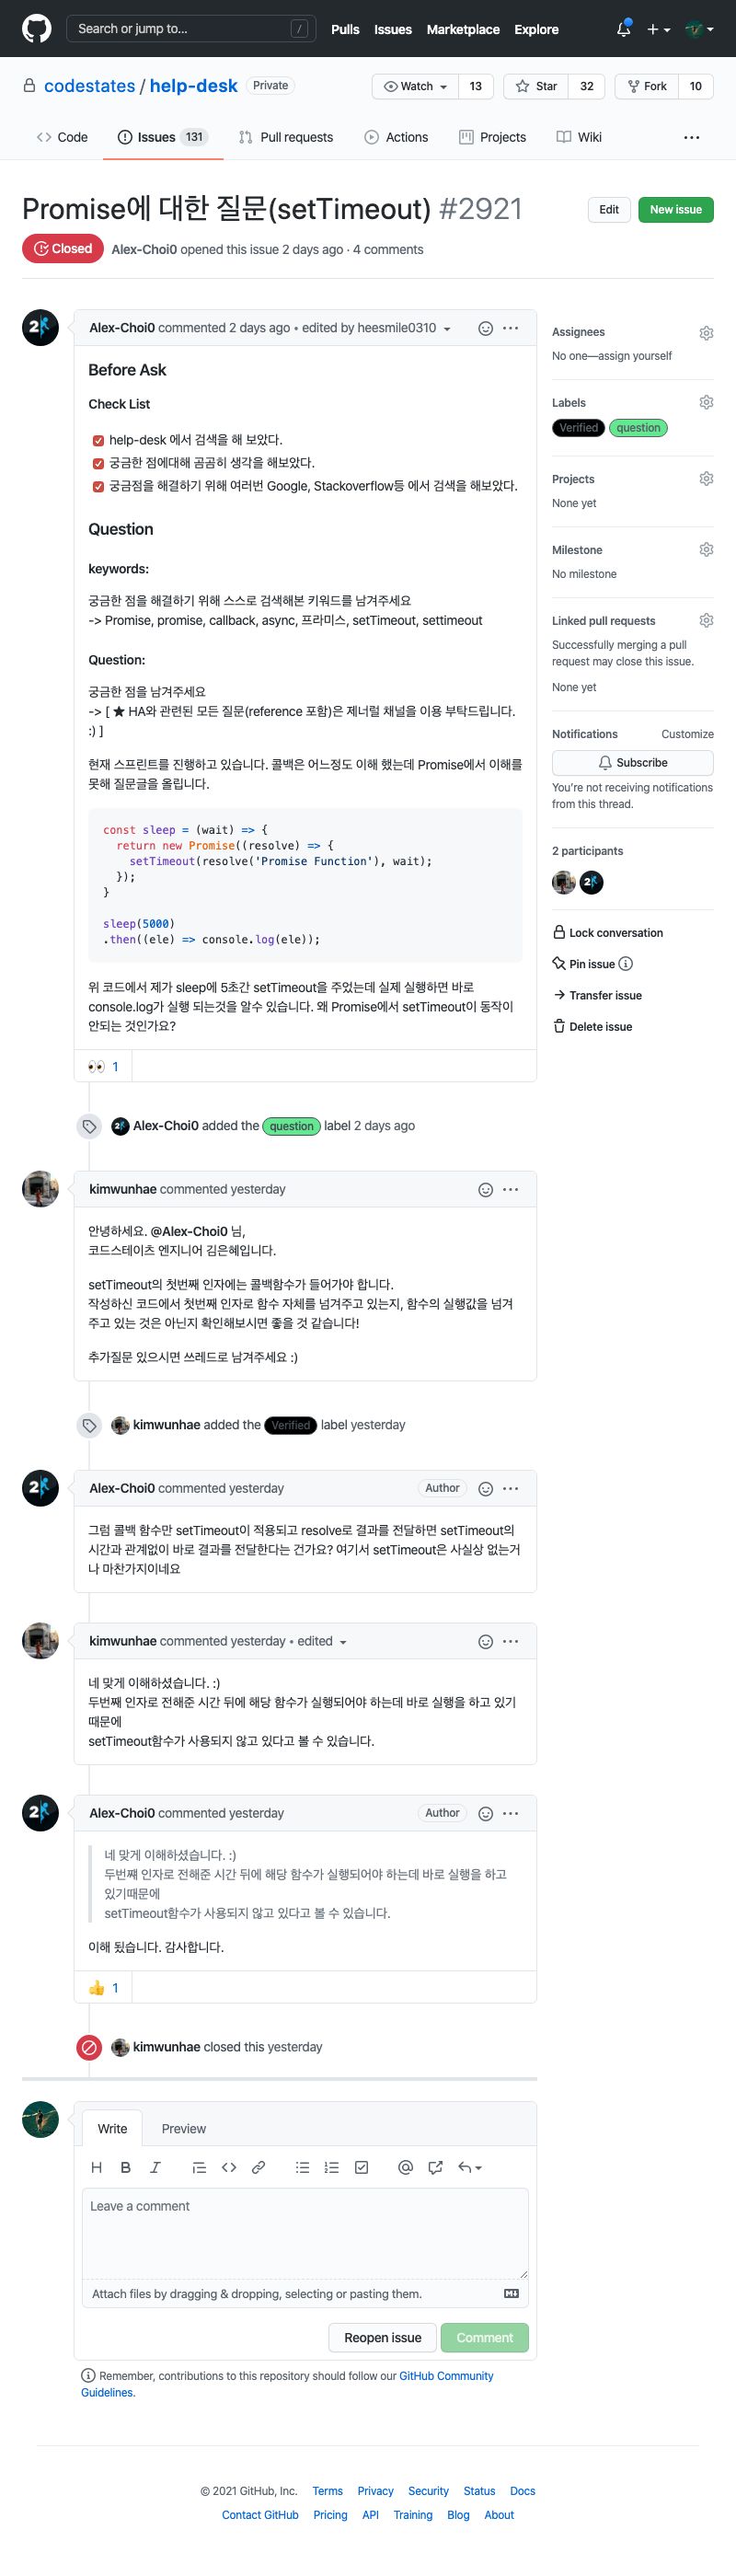 Search or jump to... /
Pulls Issues Marketplace Explore
codestates / help-desk Private
Watch 13 Star 32 Fork 10
Code Issues 131 Pull requests Actions Projects Wiki
Promise에 대한 질문(setTimeout) #2921
Edit New issue
Closed Alex-Choi0 opened this issue 2 days ago · 4 comments
Alex-Choi0 commented 2 days ago • edited by heesmile0310
Before Ask
Check List
help-desk 에서 검색을 해 보았다.
궁금한 점에대해 곰곰히 생각을 해보았다.
궁금점을 해결하기 위해 여러번 Google, Stackoverflow등 에서 검색을 해보았다.
Question
keywords:
궁금한 점을 해결하기 위해 스스로 검색해본 키워드를 남겨주세요
-> Promise, promise, callback, async, 프라미스, setTimeout, settimeout
Question:
궁금한 점을 남겨주세요
-> [ ★ HA와 관련된 모든 질문(reference 포함)은 제너럴 채널을 이용 부탁드립니다.
:) ]
현재 스프린트를 진행하고 있습니다. 콜백은 어느정도 이해 했는데 Promise에서 이해를
못해 질문글을 올립니다.
const sleep = (wait) => {
return new Promise((resolve) => {
setTimeout(resolve('Promise Function'), wait);
});
}
sleep(5000)
.then((ele) => console.log(ele));
위 코드에서 제가 sleep에 5초간 setTimeout을 주었는데 실제 실행하면 바로
console.log가 실행 되는것을 알수 있습니다. 왜 Promise에서 setTimeout이 동작이
안되는 것인가요?
👀 1
Alex-Choi0 added the question label 2 days ago
kimwunhae commented yesterday
안녕하세요. @Alex-Choi0 님,
코드스테이츠 엔지니어 김은혜입니다.
setTimeout의 첫번째 인자에는 콜백함수가 들어가야 합니다.
작성하신 코드에서 첫번째 인자로 함수 자체를 넘겨주고 있는지, 함수의 실행값을 넘겨
주고 있는 것은 아닌지 확인해보시면 좋을 것 같습니다!
추가질문 있으시면 쓰레드로 남겨주세요 :)
kimwunhae added the Verified label yesterday
Alex-Choi0 commented yesterday Author
그럼 콜백 함수만 setTimeout이 적용되고 resolve로 결과를 전달하면 setTimeout의
시간과 관계없이 바로 결과를 전달한다는 건가요? 여기서 setTimeout은 사실상 없는거
나 마찬가지이네요
kimwunhae commented yesterday • edited
네 맞게 이해하셨습니다. :)
두번째 인자로 전해준 시간 뒤에 해당 함수가 실행되어야 하는데 바로 실행을 하고 있기
때문에
setTimeout함수가 사용되지 않고 있다고 볼 수 있습니다.
Alex-Choi0 commented yesterday Author
네 맞게 이해하셨습니다. :)
두번째 인자로 전해준 시간 뒤에 해당 함수가 실행되어야 하는데 바로 실행을 하고
있기때문에
setTimeout함수가 사용되지 않고 있다고 볼 수 있습니다.
이해 됬습니다. 감사합니다.
👍 1
kimwunhae closed this yesterday
Write Preview
Leave a comment
Attach files by dragging & dropping, selecting or pasting them.
Reopen issue Comment
Remember, contributions to this repository should follow our GitHub Community
Guidelines.
Assignees
No one—assign yourself
Labels
Verified question
Projects
None yet
Milestone
No milestone
Linked pull requests
Successfully merging a pull
request may close this issue.
None yet
Notifications Customize
Subscribe
You're not receiving notifications
from this thread.
2 participants
Lock conversation
Pin issue
Transfer issue
Delete issue
© 2021 GitHub, Inc. Terms Privacy Security Status Docs
Contact GitHub Pricing API Training Blog About